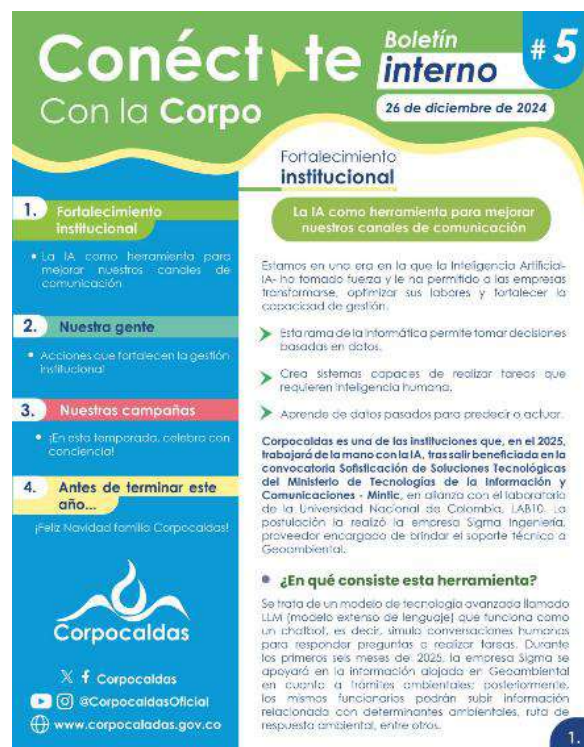 Conéctate
Con la Corpo
Boletín
interno
# 5
26 de diciembre de 2024
1. Fortalecimiento
institucional
• La IA como herramienta para
mejorar nuestros canales de
comunicación
2. Nuestra gente
• Acciones que fortalecen la gestión
institucional
3. Nuestras campañas
• ¡En esta temporada, celebra con
conciencia!
4. Antes de terminar este
año...
¡Feliz Navidad familia Corpocaldas!
Corpocaldas
Corpocaldas
@CorpocaldasOficial
www.corpocaladas.gov.co
Fortalecimiento
institucional
La IA como herramienta para mejorar
nuestros canales de comunicación
Estamos en una era en la que la Inteligencia Artificial-
IA- ha tomado fuerza y le ha permitido a las empresas
transformarse, optimizar sus labores y fortalecer la
capacidad de gestión.
Esta rama de la informática permite tomar decisiones
basadas en datos.
Crea sistemas capaces de realizar tareas que
requieren inteligencia humana.
Aprende de datos pasados para predecir o actuar.
Corpocaldas es una de las instituciones que, en el 2025,
trabajará de la mano con la IA, tras salir beneficiada en la
convocatoria Sofisticación de Soluciones Tecnológicas
del Ministerio de Tecnologías de la Información y
Comunicaciones - Mintic, en alianza con el laboratorio
de la Universidad Nacional de Colombia, LAB10. La
postulación la realizó la empresa Sigma Ingeniería,
proveedor encargado de brindar el soporte técnico a
Geoambiental.
• ¿En qué consiste esta herramienta?
Se trata de un modelo de tecnología avanzada llamado
LLM (modelo extenso de lenguaje) que funciona como
un chatbot, es decir, simula conversaciones humanas
para responder preguntas o realizar tareas. Durante
los primeros seis meses del 2025, la empresa Sigma se
apoyará en la información alojada en Geoambiental
en cuanto a trámites ambientales; posteriormente,
los mismos funcionarios podrán subir información
relacionada con determinantes ambientales, ruta de
respuesta ambiental, entre otros.
1.